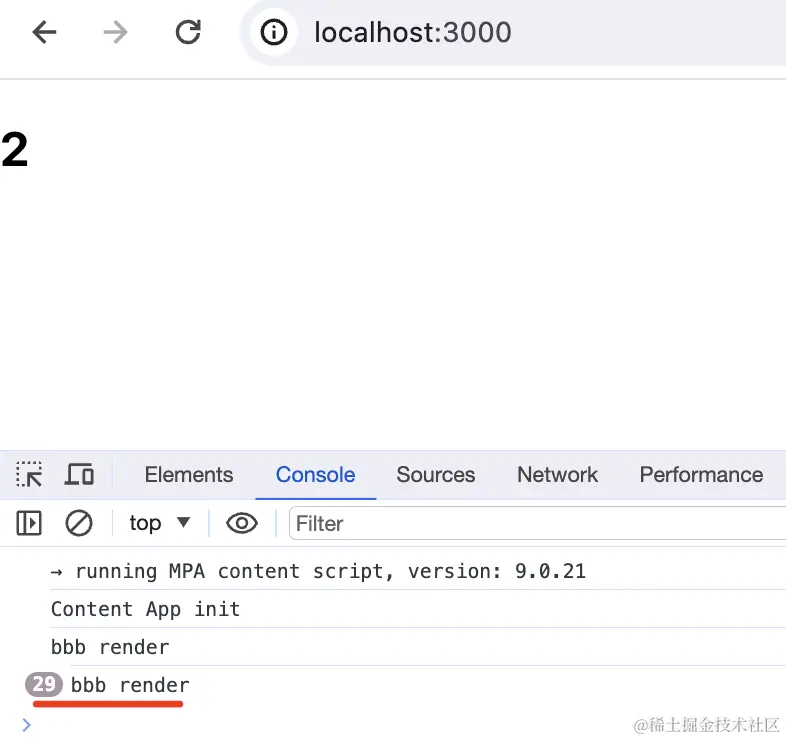 localhost:3000
2
Elements Console Sources Network Performance
top ▼ Filter
→ running MPA content script, version: 9.0.21
Content App init
bbb render
29 bbb render
@稀土掘金技术社区